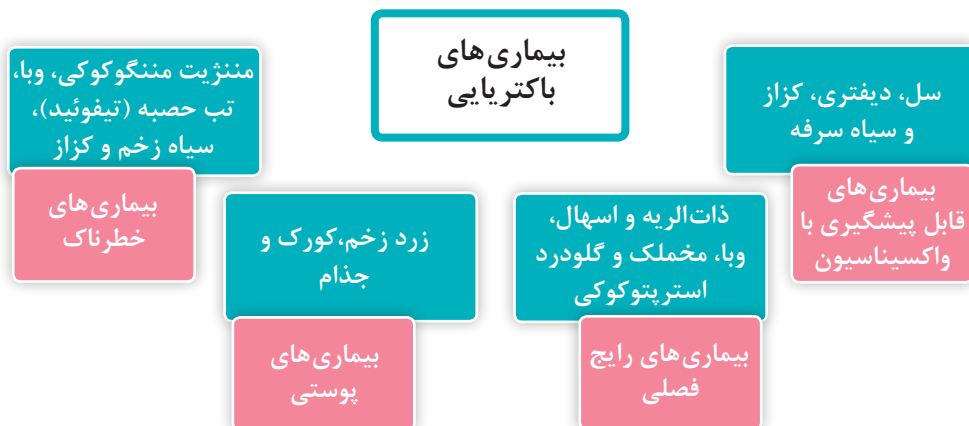 بیماری‌های
باکتریایی
سل، دیفتری، کزاز
و سیاه سرفه
بیماری‌های
قابل پیشگیری با
واکسیناسیون
ذات‌الریه و اسهال،
وبا، مخملک و گلودرد
استرپتوکوکی
بیماری‌های رایج
فصلی
زرد زخم،کورک و
جذام
بیماری‌های
پوستی
مننژیت مننگوکوکی، وبا،
تب حصبه (تیفوئید)،
سیاه زخم و کزاز
بیماری‌های
خطرناک